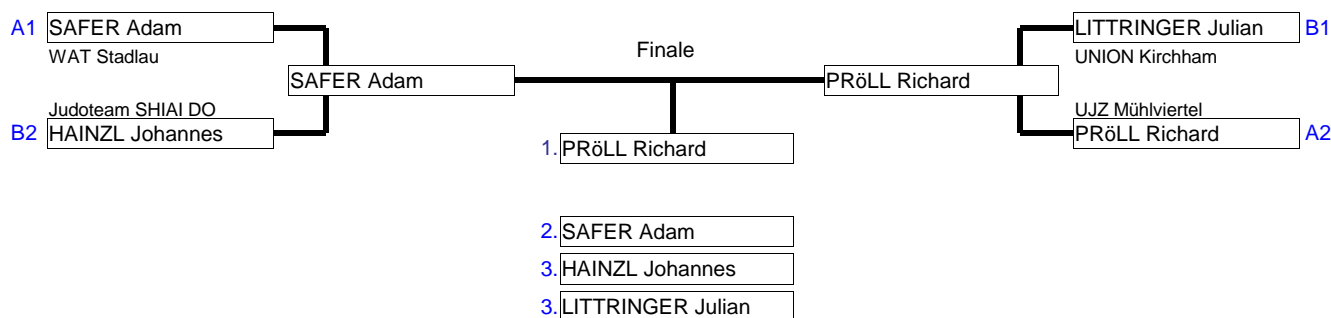 A1 SAFER Adam
WAT Stadlau
LITTRINGER Julian B1
UNION Kirchham
Finale
SAFER Adam
PRöLL Richard
Judoteam SHIAI DO
B2 HAINZL Johannes
UJZ Mühlviertel
PRöLL Richard A2
1. PRöLL Richard
2. SAFER Adam
3. HAINZL Johannes
3. LITTRINGER Julian